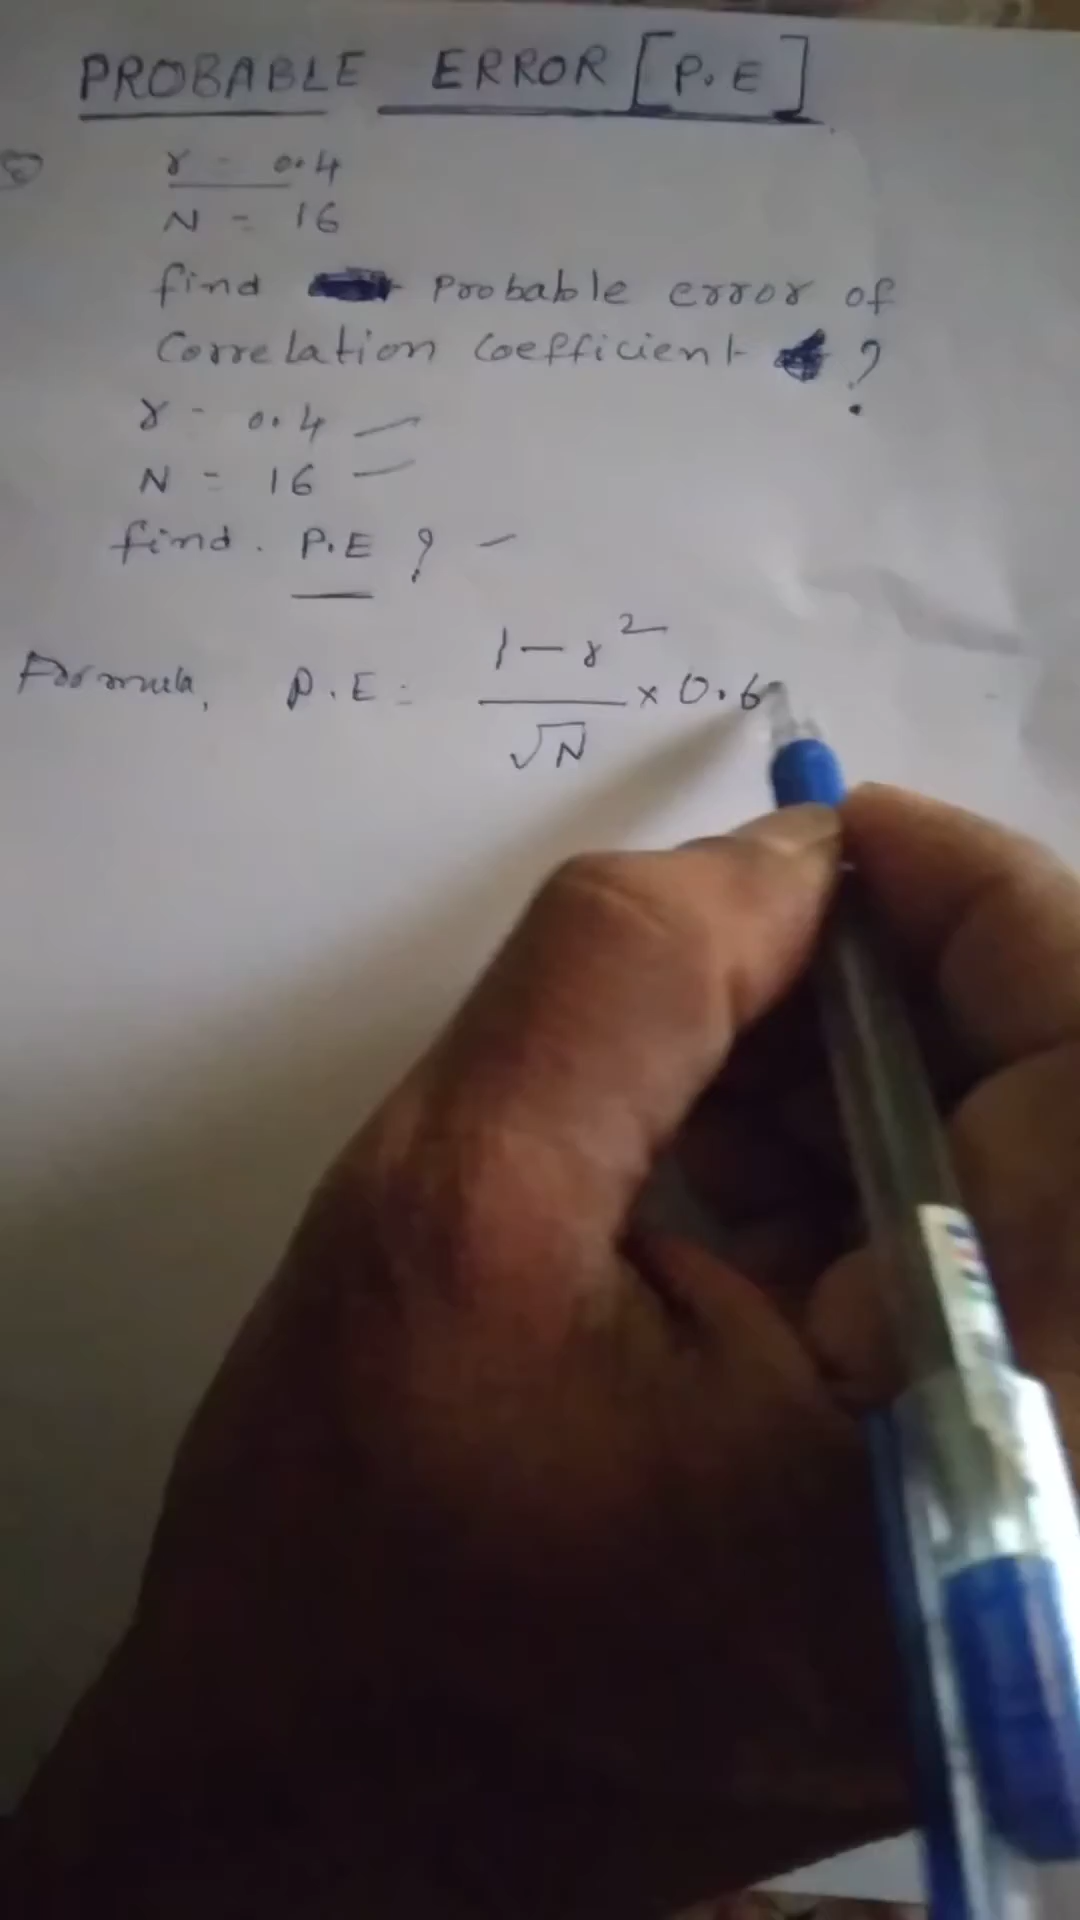 PROBABLE ERROR [P.E]
r = 0.4
N = 16
find Probable error of
Correlation Coefficient ?
r = 0.4
N = 16
find. P.E ?
Formula, P.E = 1 - r² / √N × 0.6